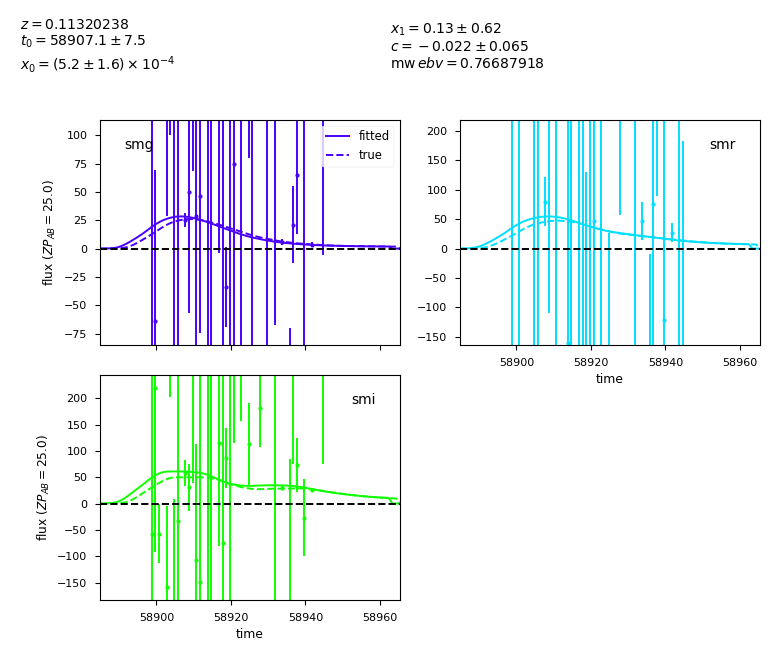 z = 0.11320238
t₀ = 58907.1 ± 7.5
x₀ = (5.2 ± 1.6) × 10⁻⁴
x₁ = 0.13 ± 0.62
c = −0.022 ± 0.065
mw ebv = 0.76687918
smg
fitted
true
100
75
50
25
0
−25
−50
−75
flux (ZP_AB = 25.0)
smr
200
150
100
50
0
−50
−100
−150
58900 58920 58940 58960
time
smi
200
150
100
50
0
−50
−100
−150
flux (ZP_AB = 25.0)
58900 58920 58940 58960
time